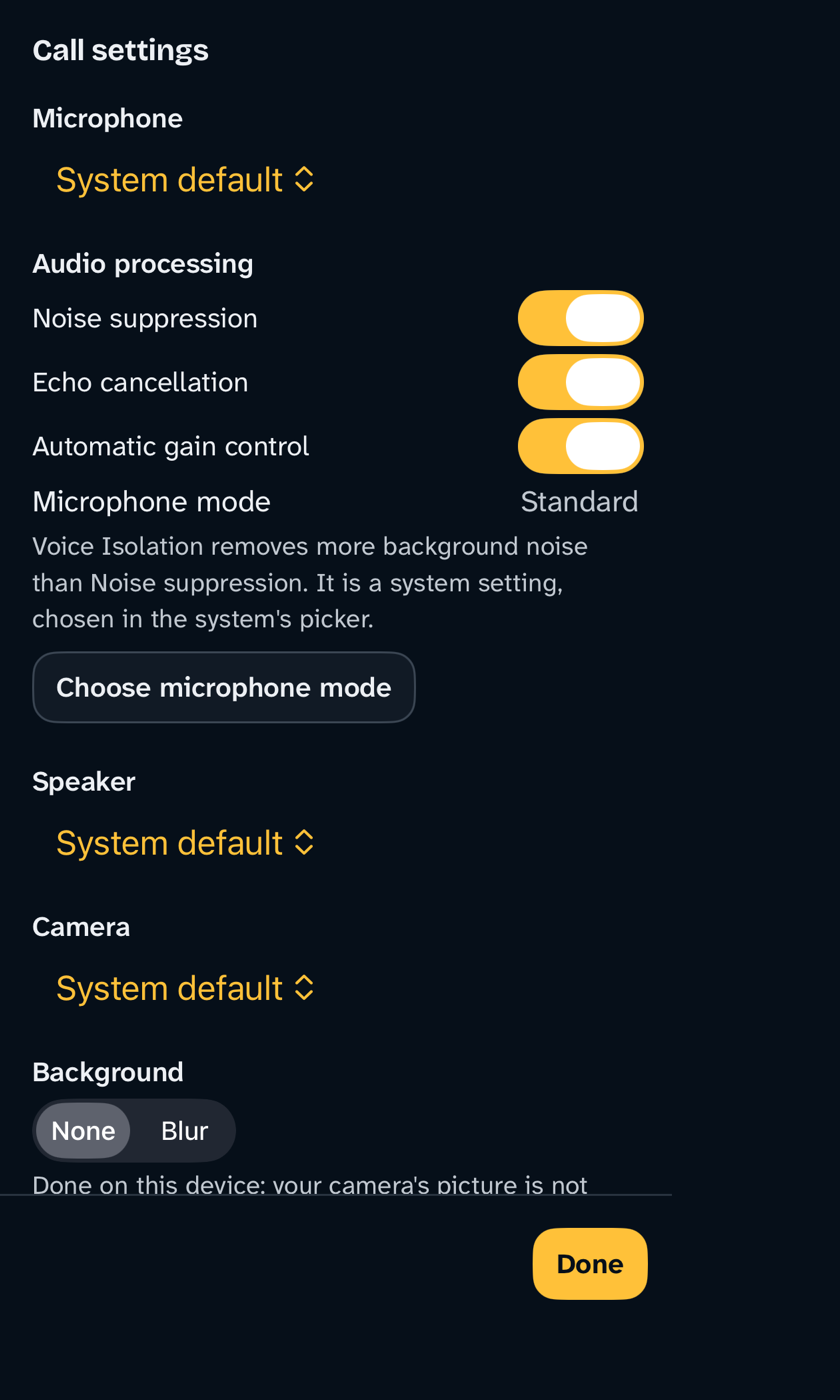 Call settings
Microphone
System default
Audio processing
Noise suppression
Echo cancellation
Automatic gain control
Microphone mode Standard
Voice Isolation removes more background noise
than Noise suppression. It is a system setting,
chosen in the system's picker.
Choose microphone mode
Speaker
System default
Camera
System default
Background
None Blur
Done on this device: your camera's picture is not
Done